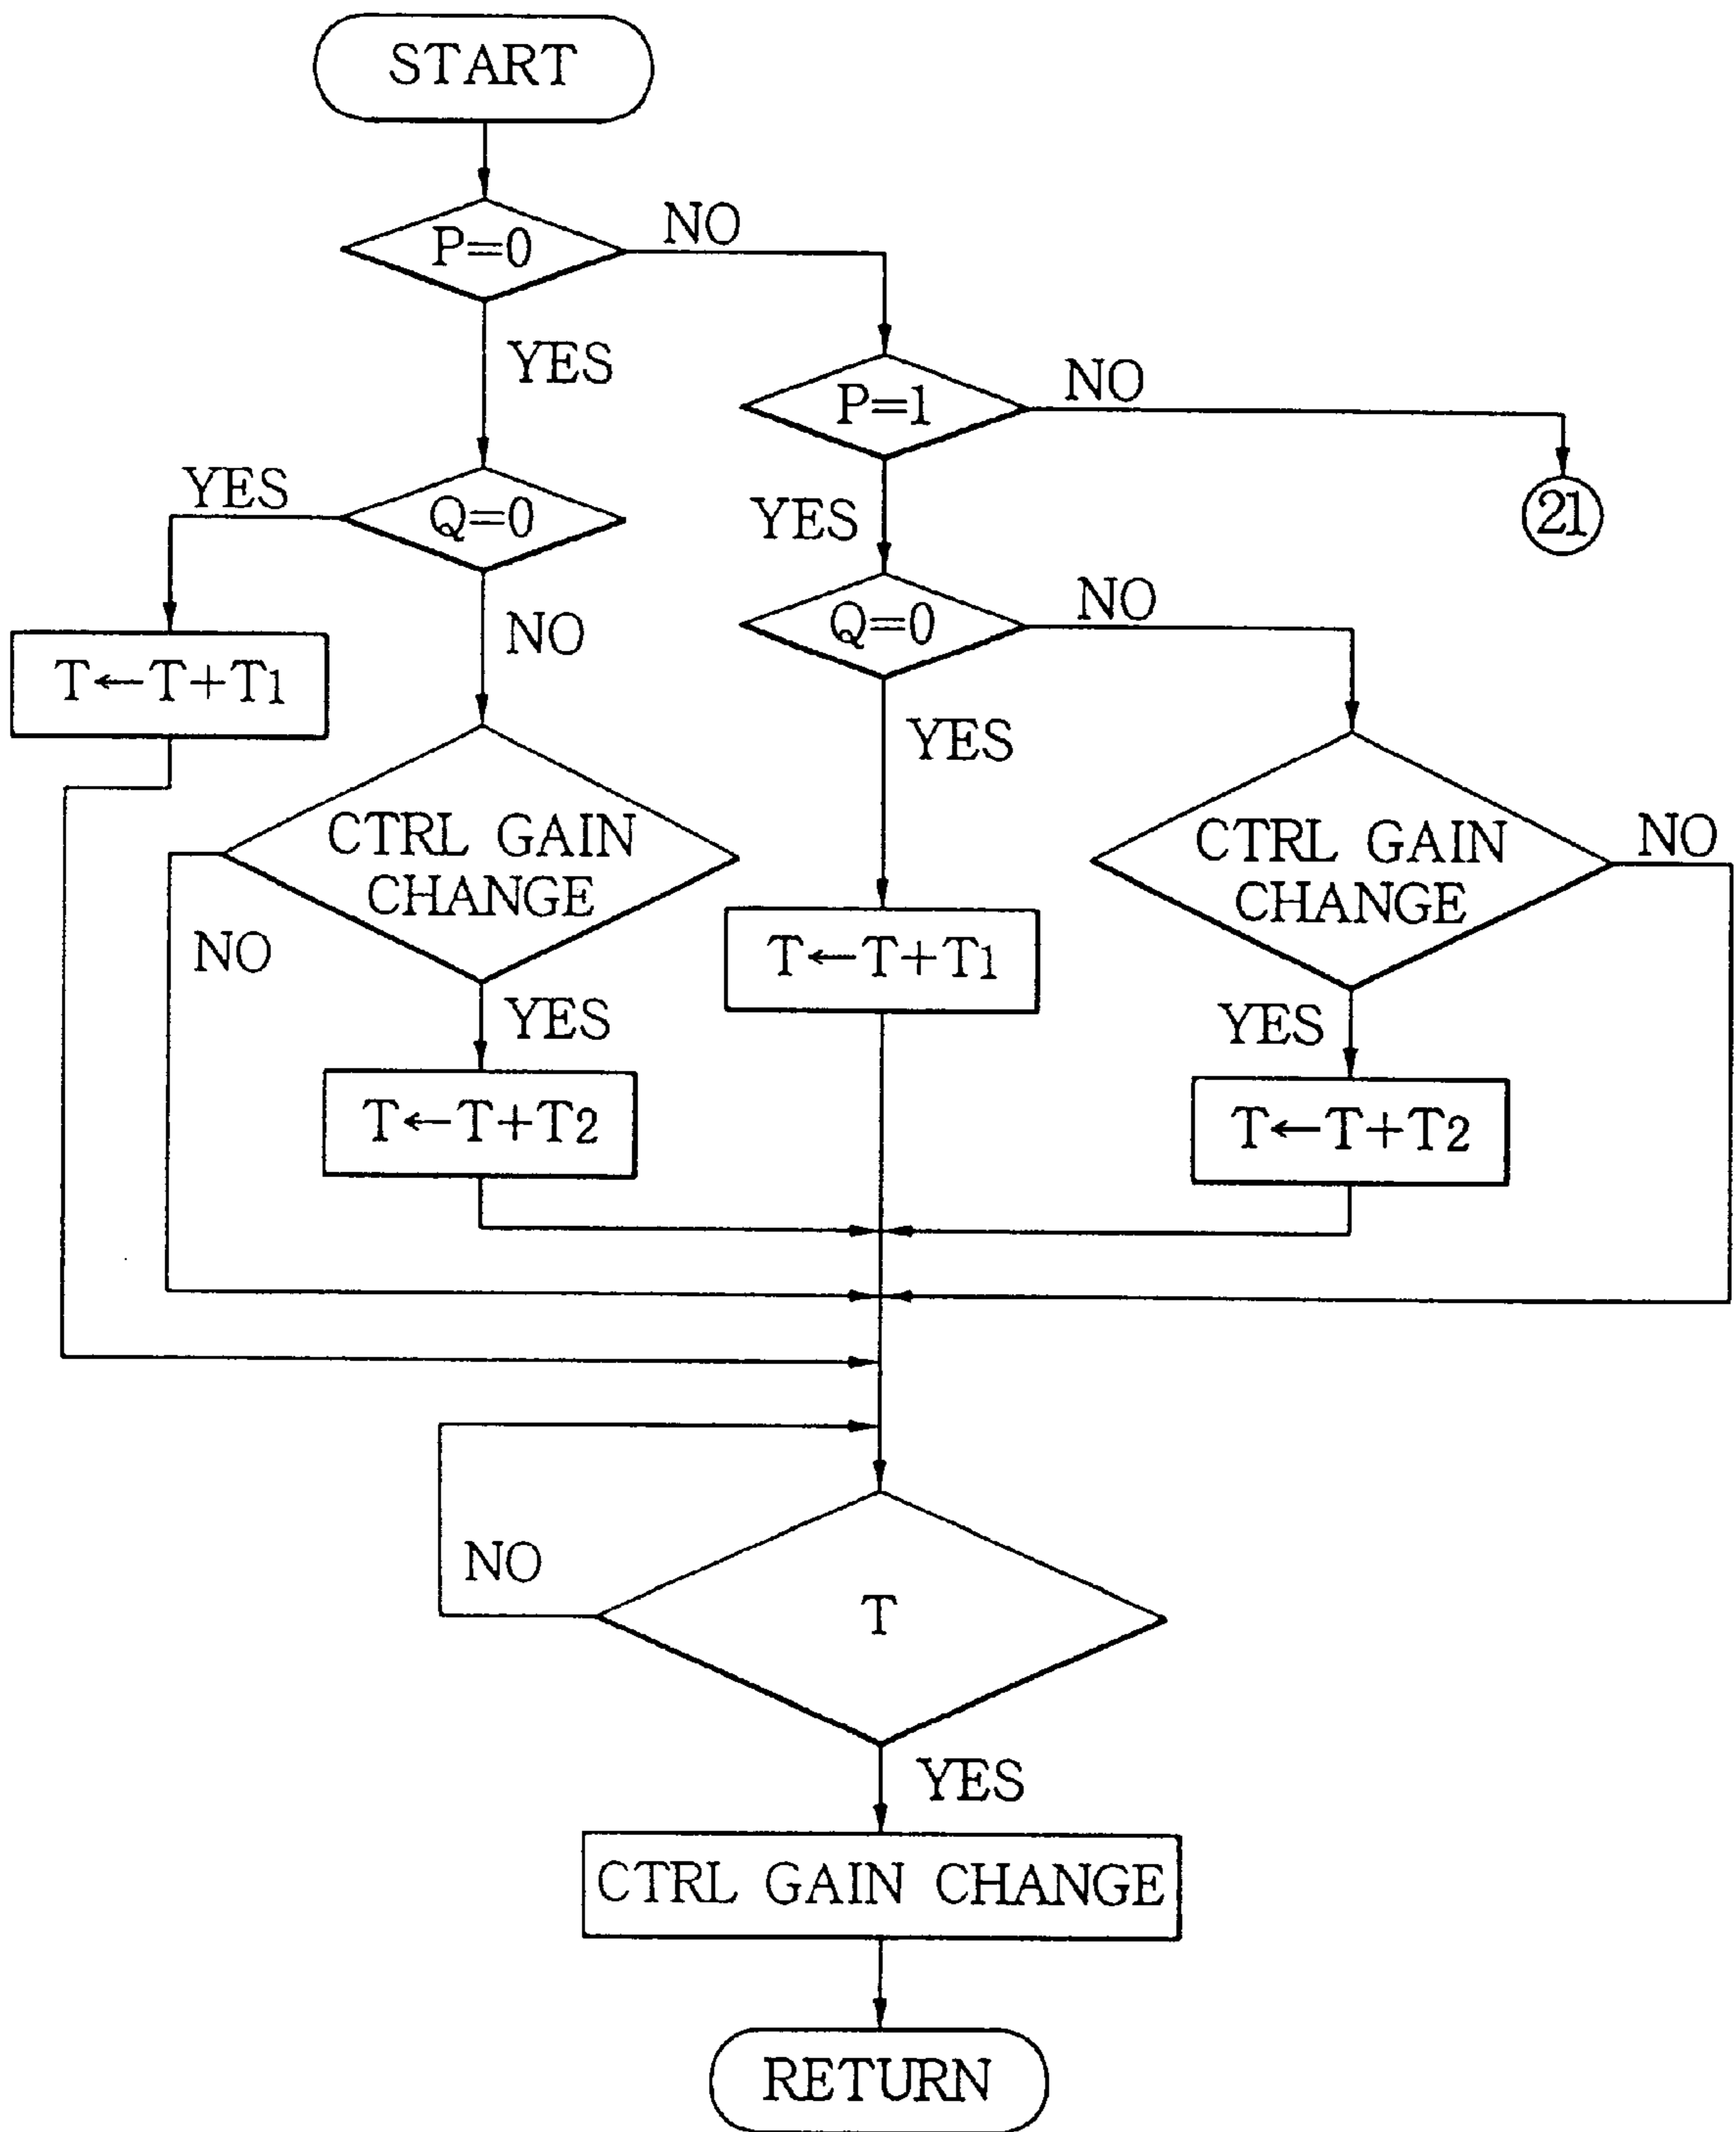 START
P=0
NO
YES
P=1
NO
YES
Q=0
YES
21
NO
Q=0
NO
T←T+T1
YES
CTRL GAIN
CHANGE
NO
CTRL GAIN
CHANGE
NO
T←T+T1
YES
YES
T←T+T2
T←T+T2
NO
T
YES
CTRL GAIN CHANGE
RETURN